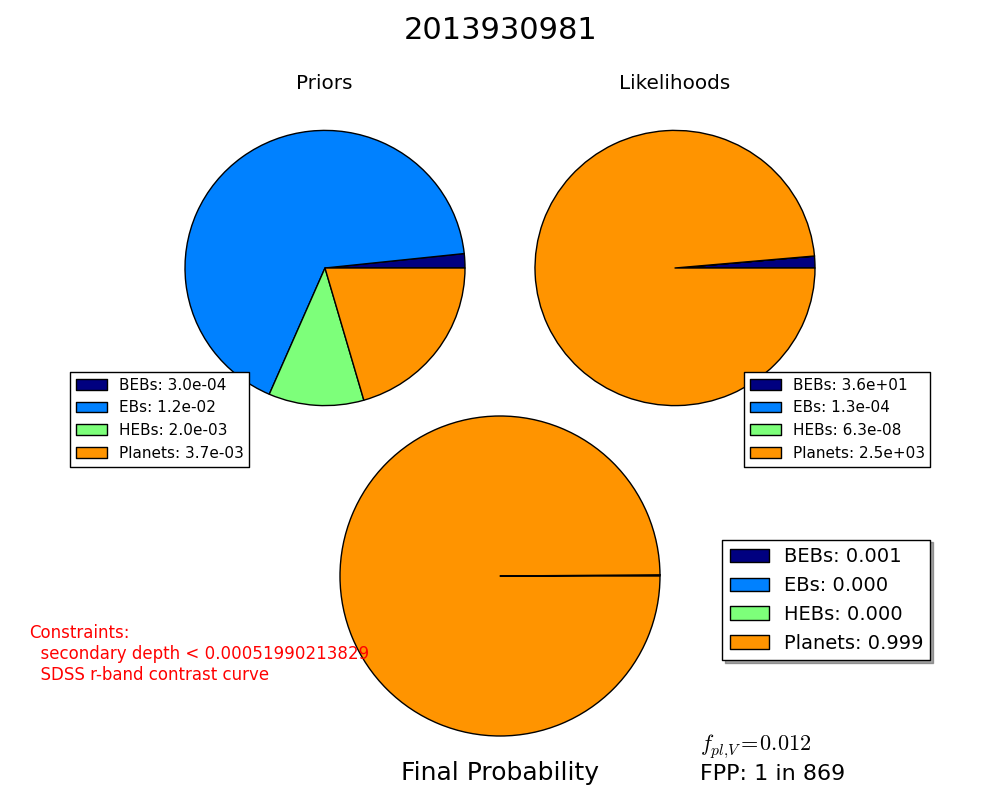 2013930981
Priors
Likelihoods
BEBs: 3.0e-04
EBs: 1.2e-02
HEBs: 2.0e-03
Planets: 3.7e-03
BEBs: 3.6e+01
EBs: 1.3e-04
HEBs: 6.3e-08
Planets: 2.5e+03
BEBs: 0.001
EBs: 0.000
HEBs: 0.000
Planets: 0.999
Constraints:
secondary depth < 0.00051990213829
SDSS r-band contrast curve
f_{pl,V}=0.012
Final Probability
FPP: 1 in 869